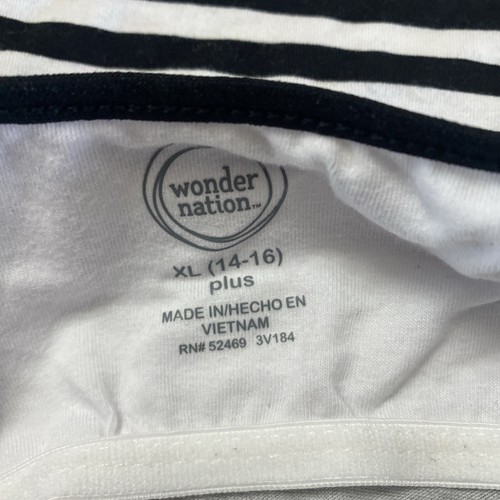 wonder
nation™
XL (14-16)
plus
MADE IN/HECHO EN
VIETNAM
RN# 52469 3V184